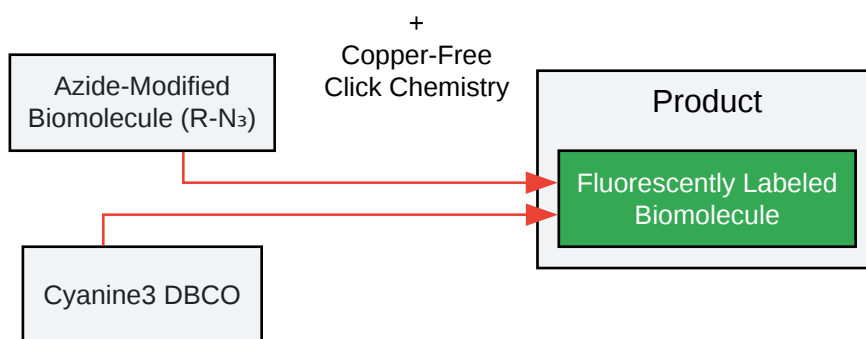 +
Copper-Free
Click Chemistry
Azide-Modified
Biomolecule (R-N₃)
Product
Fluorescently Labeled
Biomolecule
Cyanine3 DBCO